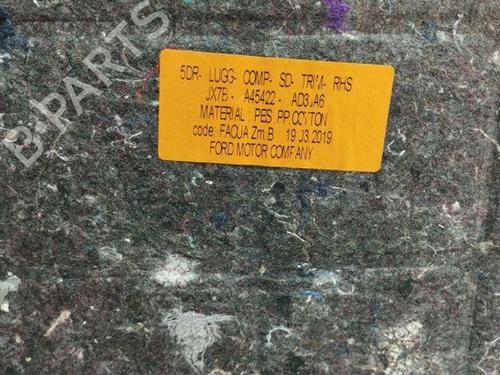 5DR- LUGG- COMP- SD- TRIM- RHS
JX7B - A45422 - AD3JA6
MATERIAL : PES, PP, COTTON
code: FACUA Zm.B 19.03.2019
FORD MOTOR COMPANY
B-PARTS